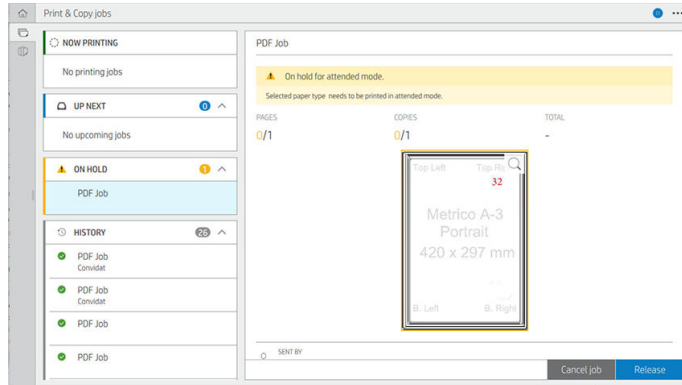 Print & Copy jobs
0
NOW PRINTING
No printing jobs
UP NEXT
0
No upcoming jobs
ON HOLD
1
PDF Job
HISTORY
26
PDF Job
Convidat
PDF Job
Convidat
PDF Job
PDF Job
PDF Job
On hold for attended mode.
Selected paper type needs to be printed in attended mode.
PAGES COPIES TOTAL
0/1 0/1 -
Top Left
32
Metrico A-3
Portrait
420 x 297 mm
B. Left B. Right
SENT BY
Cancel job Release